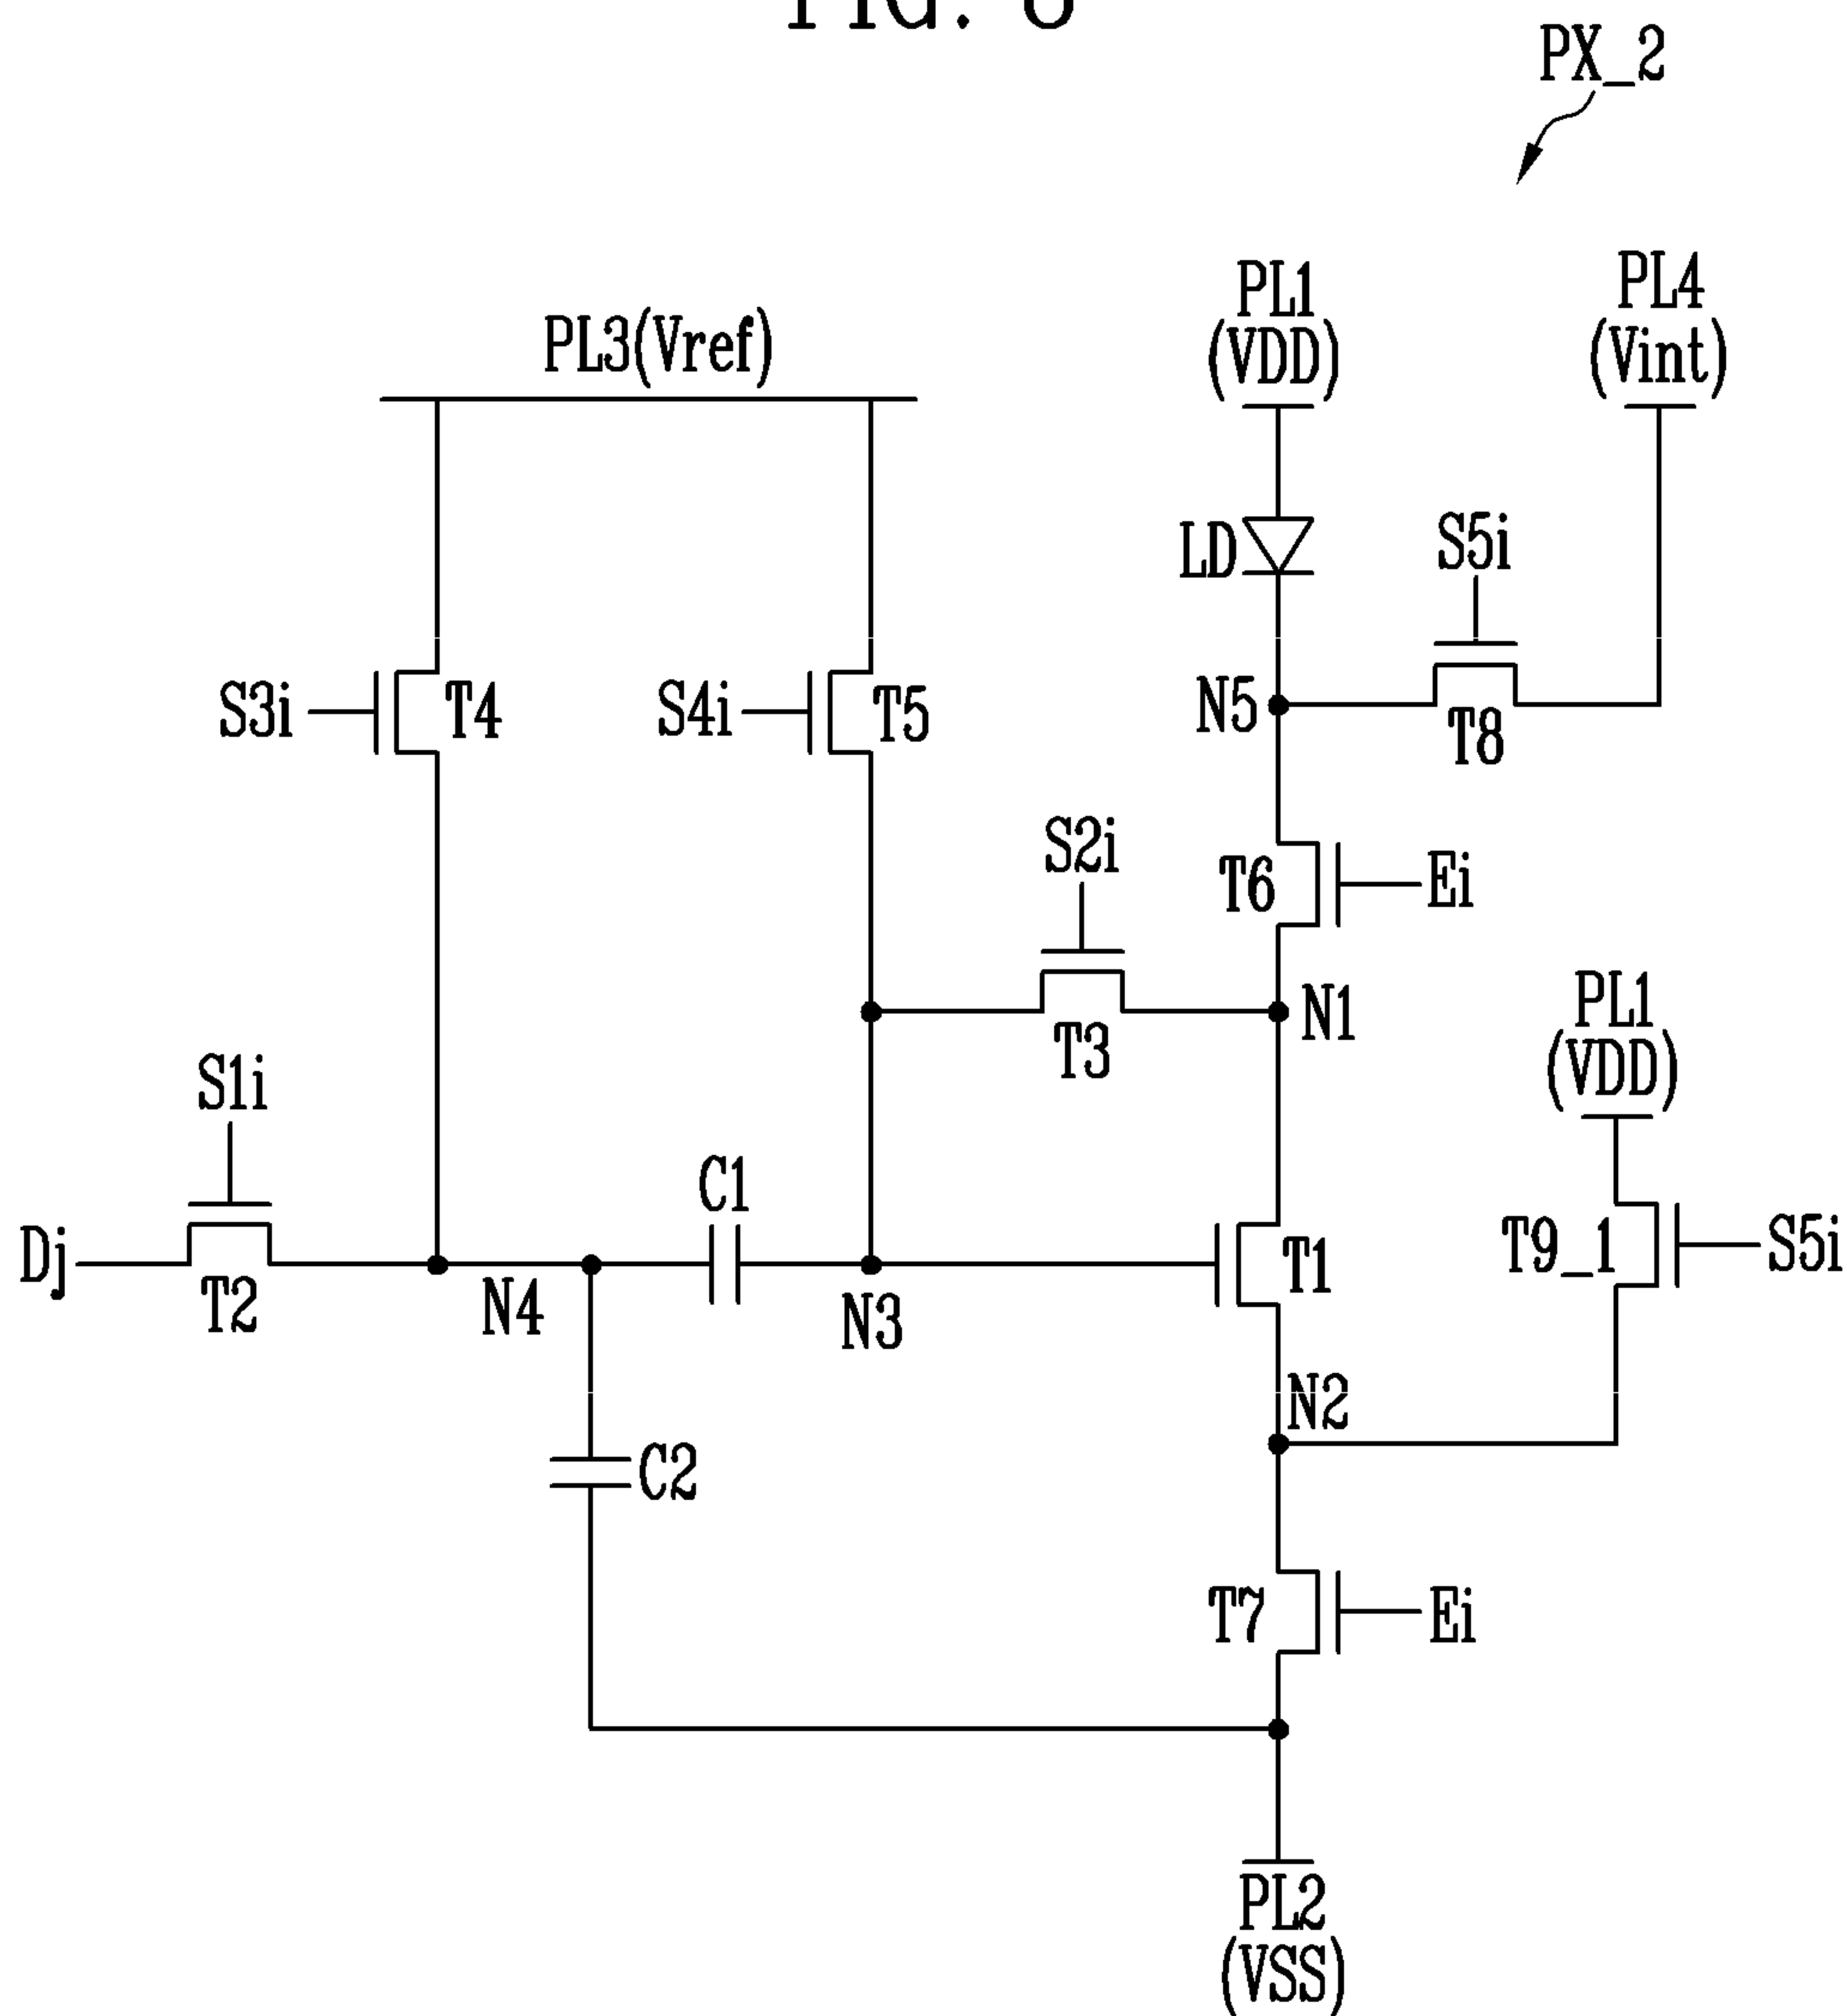 PX_2
PL1
(VDD)
PL4
(Vint)
PL3(Vref)
LD
S5i
S3i
T4
S4i
T5
N5
T8
S2i
T6
Ei
N1
T3
PL1
(VDD)
S1i
C1
Dj
T2
N4
N3
T1
T9_1
S5i
N2
C2
T7
Ei
PL2
(VSS)